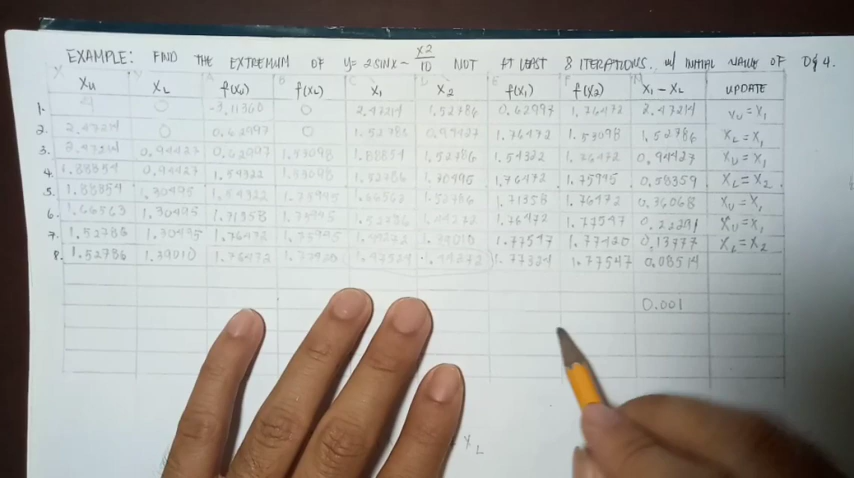 EXAMPLE: FIND THE EXTREMUM OF y= 2 SINX − x2/10 NOT AT LEAST 8 ITERATIONS. w/ INITIAL VALUE OF 0 & 4.
Xu XL f(Xu) f(XL) X1 X2 f(X1) f(X2) X1 − XL UPDATE
1. 4 0 -3.11360 0 2.47214 1.52786 0.62997 1.76472 2.47214 Xu = X1
2. 2.47214 0 0.62997 0 1.52786 0.94427 1.76472 1.53098 1.52786 XL = X1
3. 2.47214 0.94427 0.62997 1.53098 1.88854 1.52786 1.54322 1.76472 0.94427 Xu = X1
4. 1.88854 0.94427 1.54322 1.53098 1.52786 1.30495 1.76472 1.75945 0.58359 XL = X2
5. 1.88854 1.30495 1.54322 1.75945 1.66563 1.52786 1.71358 1.76472 0.36068 Xu = X1
6. 1.66563 1.30495 1.71358 1.75945 1.52786 1.44272 1.76472 1.77547 0.22291 Xu = X1
7. 1.52786 1.30495 1.76472 1.75945 1.44272 1.39010 1.77547 1.77420 0.13777 XL = X2
8. 1.52786 1.39010 1.76472 1.77420 1.47524 1.44272 1.77324 1.77547 0.08514
0.001
XL